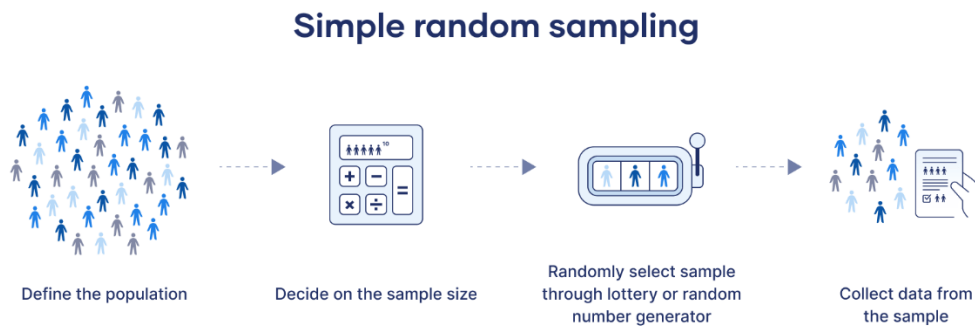 Simple random sampling
10
+ −
=
× ÷
Define the population
Decide on the sample size
Randomly select sample
through lottery or random
number generator
Collect data from
the sample